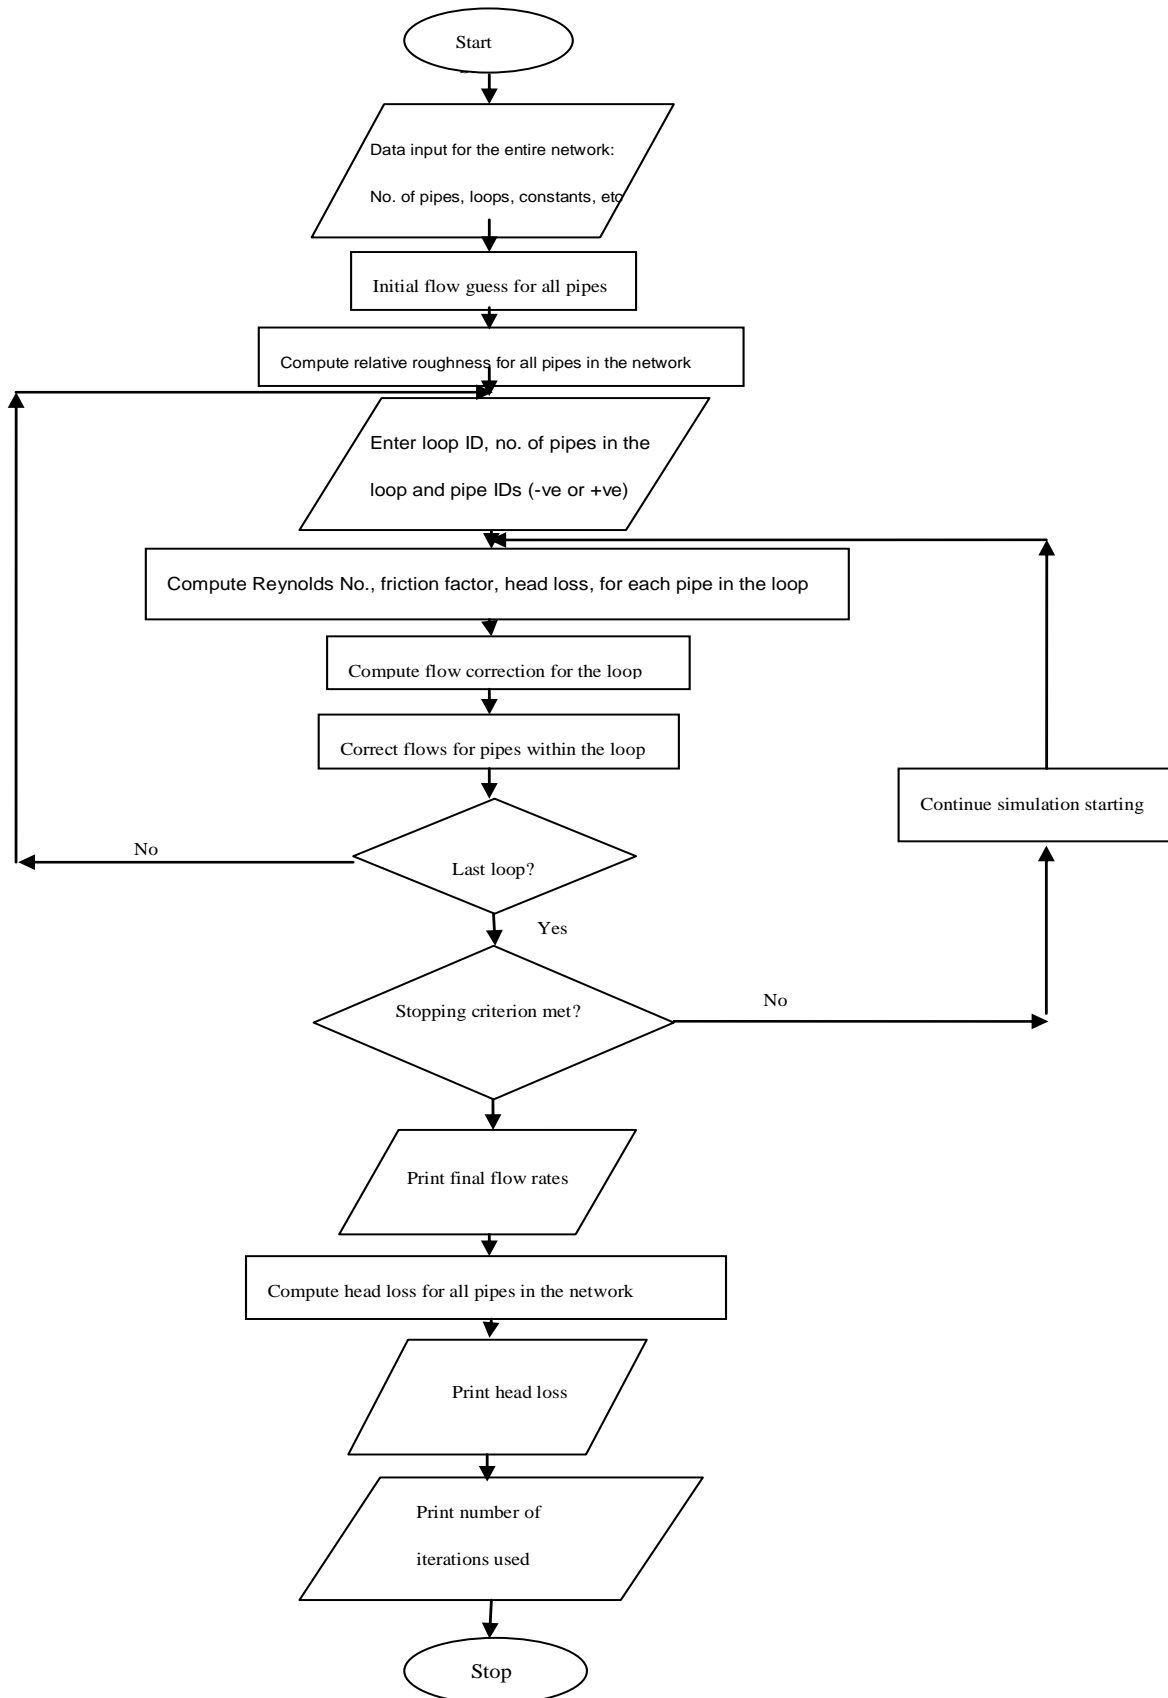 Start
Data input for the entire network:
No. of pipes, loops, constants, etc
Initial flow guess for all pipes
Compute relative roughness for all pipes in the network
Enter loop ID, no. of pipes in the
loop and pipe IDs (-ve or +ve)
Compute Reynolds No., friction factor, head loss, for each pipe in the loop
Compute flow correction for the loop
Correct flows for pipes within the loop
Continue simulation starting
No
Last loop?
Yes
Stopping criterion met?
No
Print final flow rates
Compute head loss for all pipes in the network
Print head loss
Print number of
iterations used
Stop